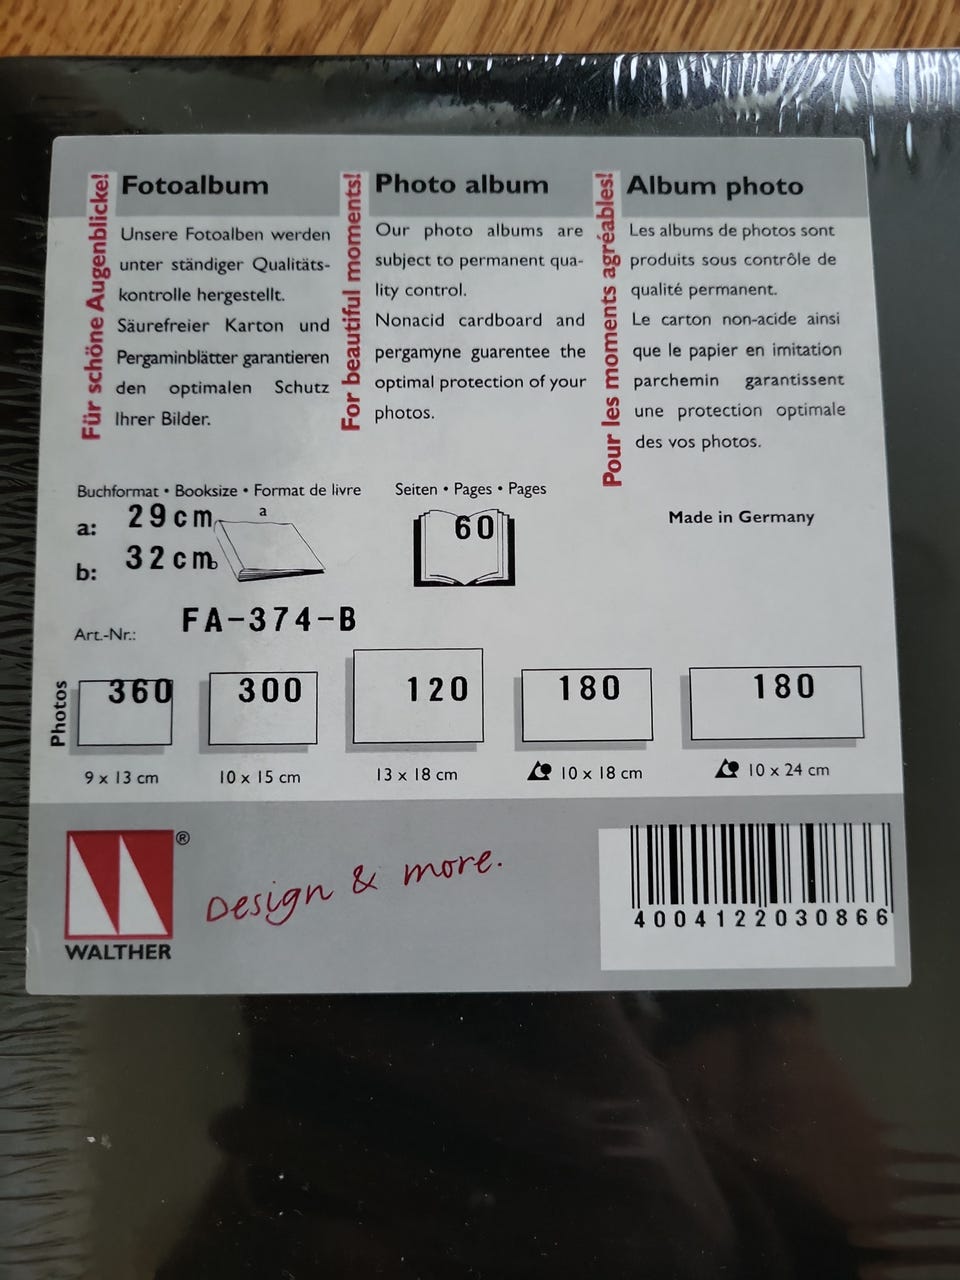 Für schöne Augenblicke!
Fotoalbum
Unsere Fotoalben werden
unter ständiger Qualitäts-
kontrolle hergestellt.
Säurefreier Karton und
Pergaminblätter garantieren
den optimalen Schutz
Ihrer Bilder.
For beautiful moments!
Photo album
Our photo albums are
subject to permanent qua-
lity control.
Nonacid cardboard and
pergamyne guarentee the
optimal protection of your
photos.
Pour les moments agréables!
Album photo
Les albums de photos sont
produits sous contrôle de
qualité permanent.
Le carton non-acide ainsi
que le papier en imitation
parchemin garantissent
une protection optimale
des vos photos.
Buchformat • Booksize • Format de livre
a: 29cm
b: 32cm
a
b
Seiten • Pages • Pages
60
Made in Germany
Art.-Nr.: FA-374-B
Photos
360 300 120 180 180
9 x 13 cm 10 x 15 cm 13 x 18 cm 10 x 18 cm 10 x 24 cm
WALTHER ®
Design & more.
4004122030866